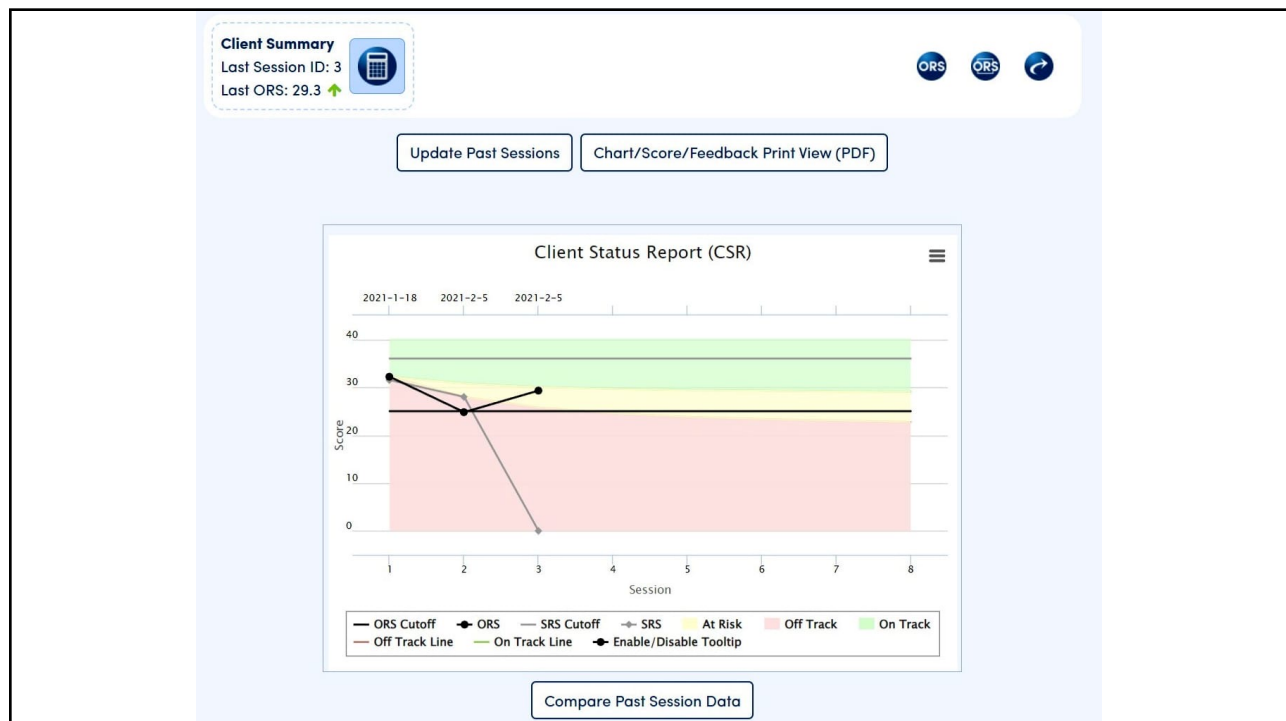 Client Summary
Last Session ID: 3
Last ORS: 29.3
ORS
ORS
Update Past Sessions
Chart/Score/Feedback Print View (PDF)
Client Status Report (CSR)
2021-1-18 2021-2-5 2021-2-5
40
30
20
10
0
Score
1 2 3 4 5 6 7 8
Session
ORS Cutoff ORS SRS Cutoff SRS At Risk Off Track On Track
Off Track Line On Track Line Enable/Disable Tooltip
Compare Past Session Data